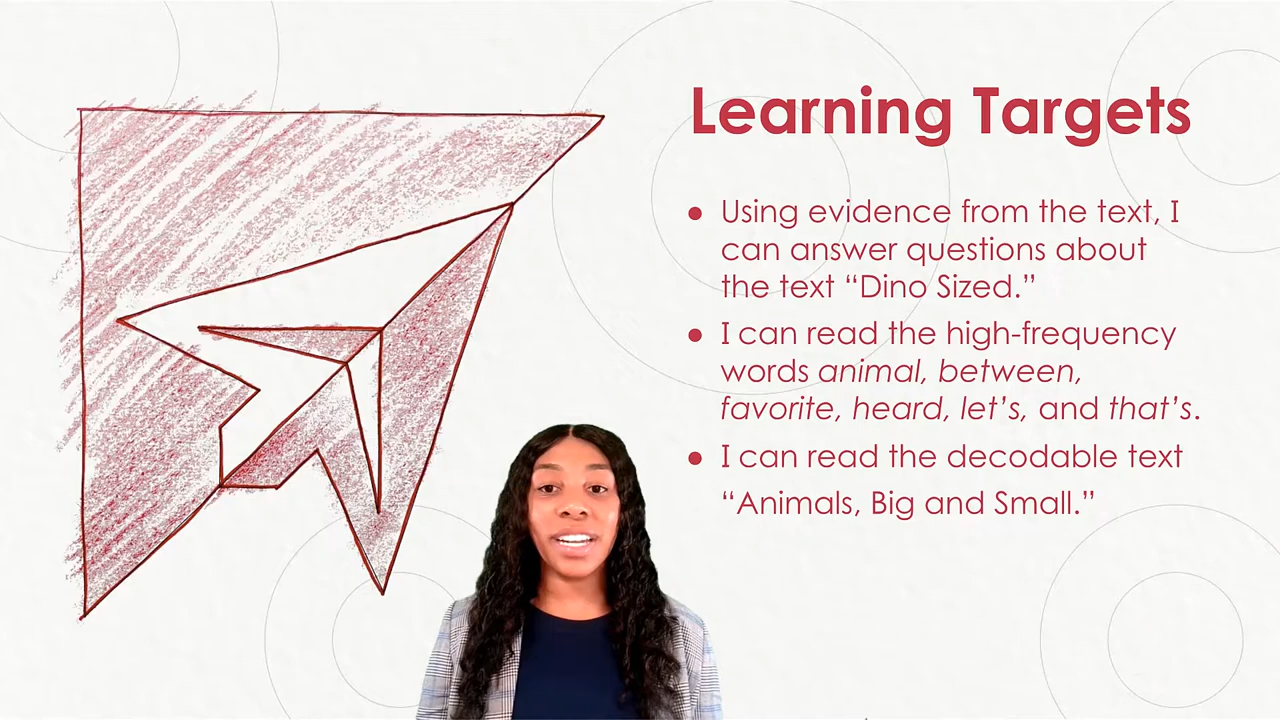 Learning Targets
● Using evidence from the text, I
can answer questions about
the text “Dino Sized.”
● I can read the high-frequency
words animal, between,
favorite, heard, let’s, and that’s.
● I can read the decodable text
“Animals, Big and Small.”